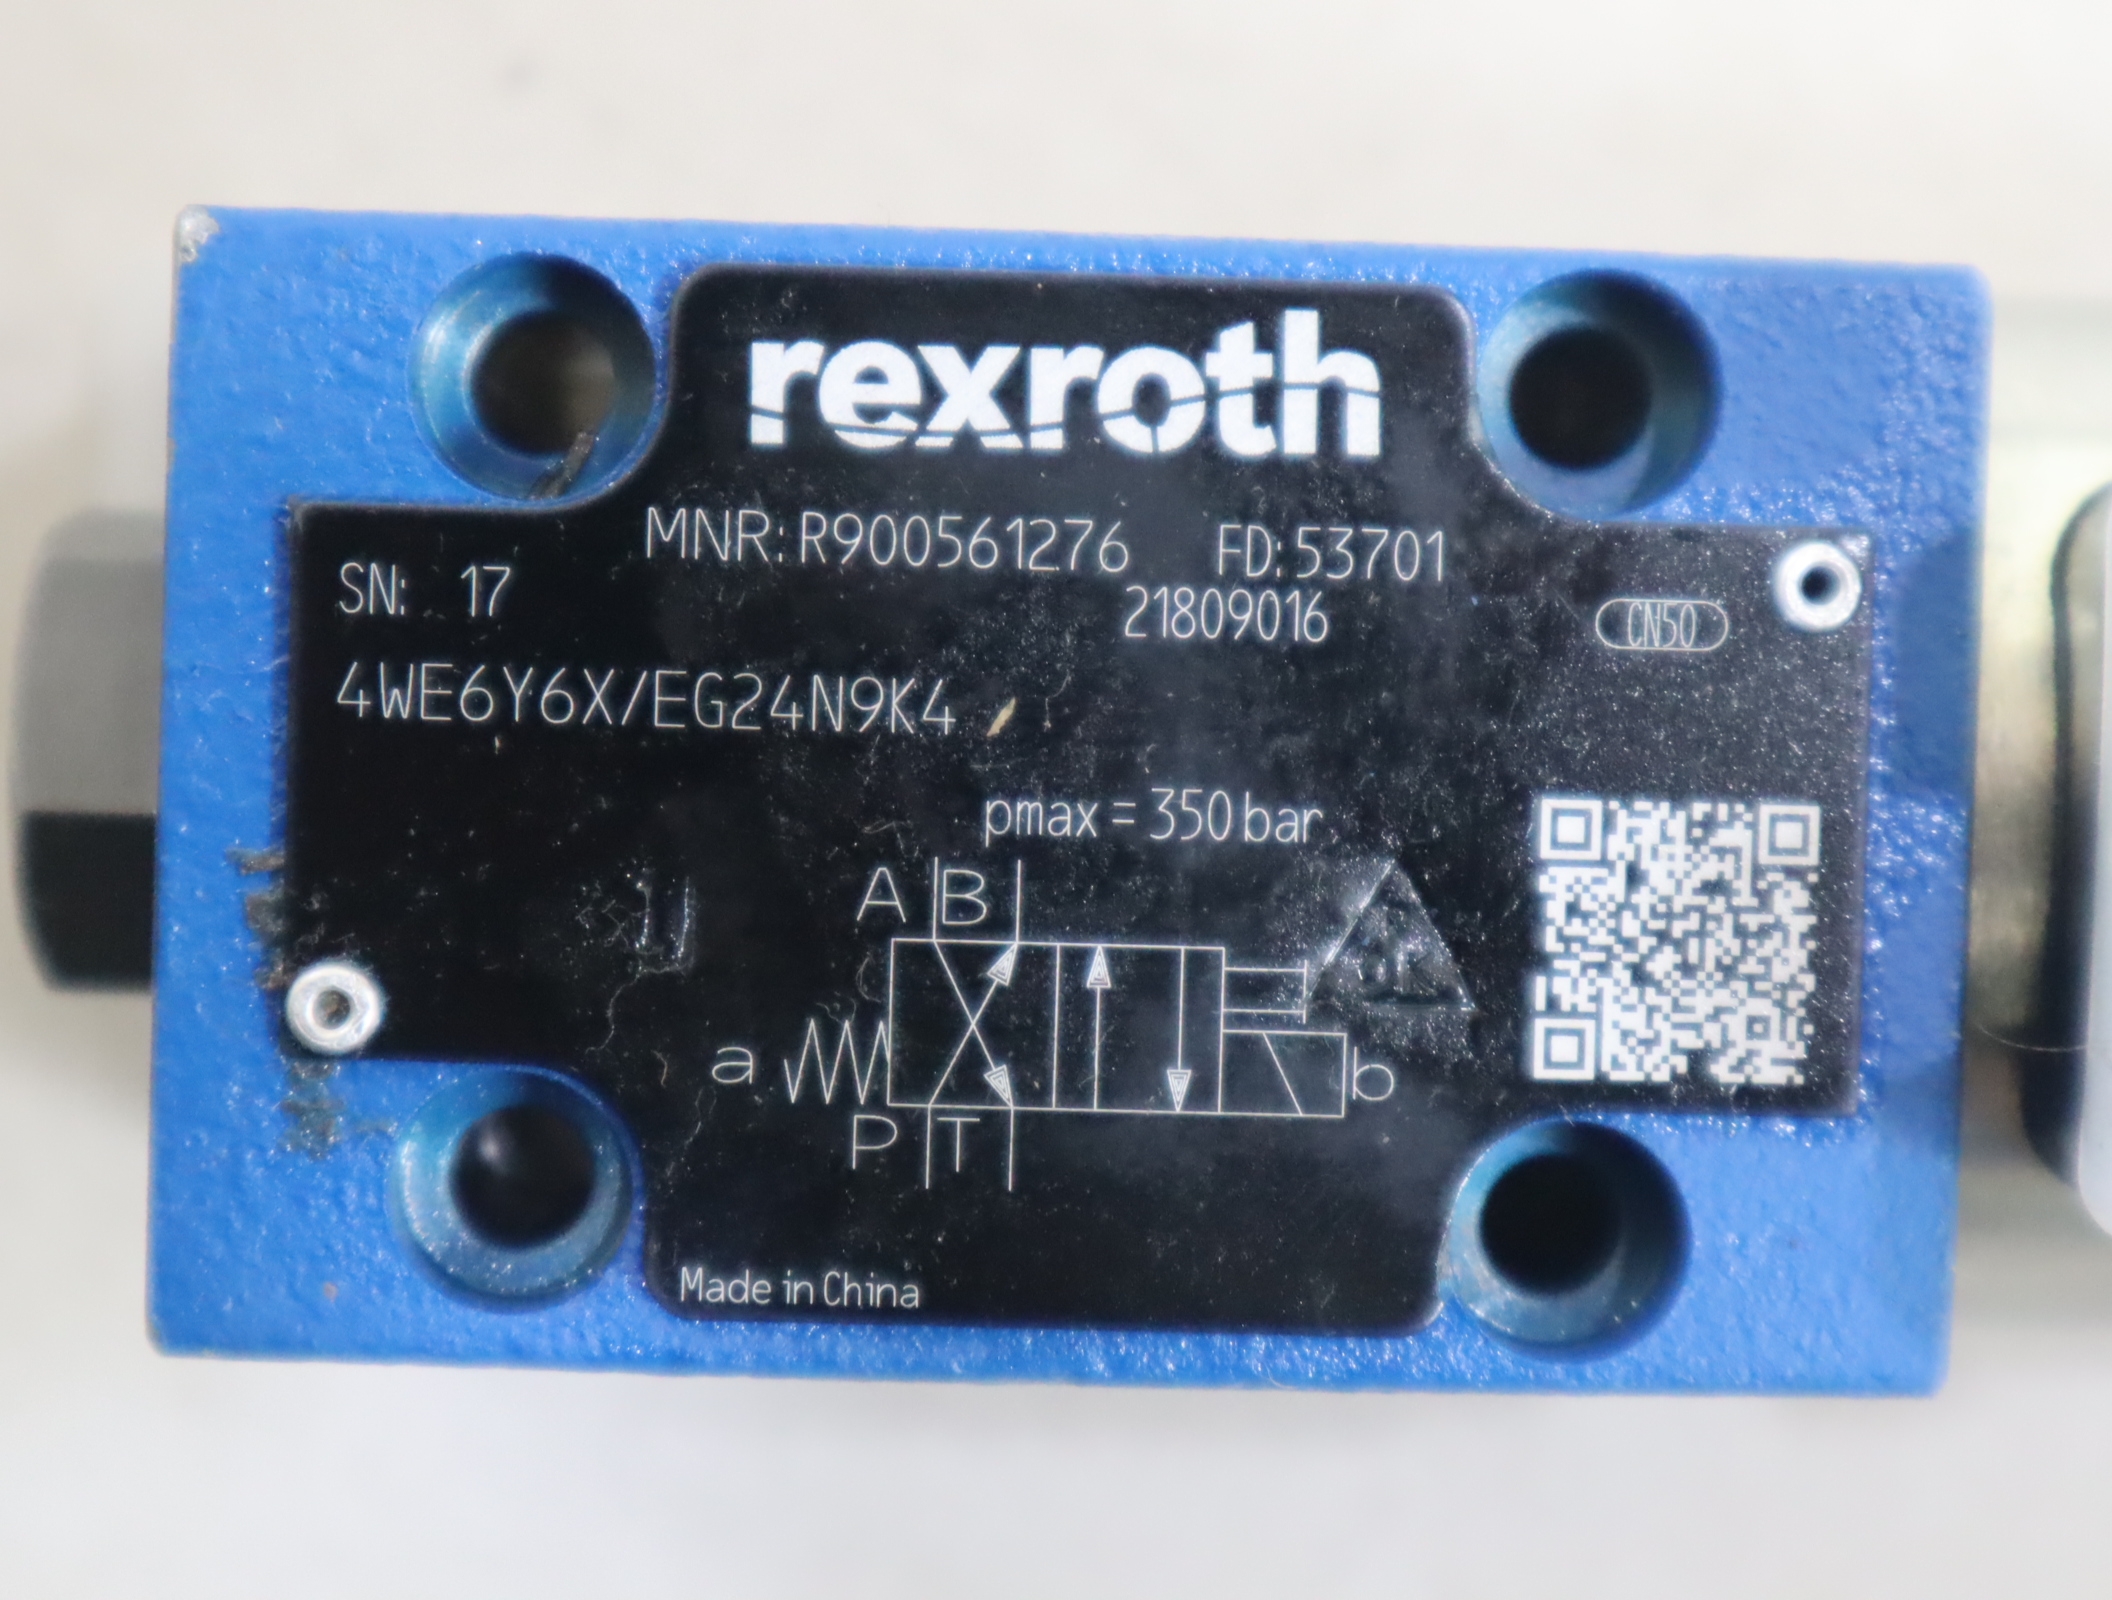 rexroth
MNR: R900561276 FD: 53701
SN: 17 21809016 CN50
4WE6Y6X/EG24N9K4
pmax = 350 bar
A B
a b
P T
Made in China